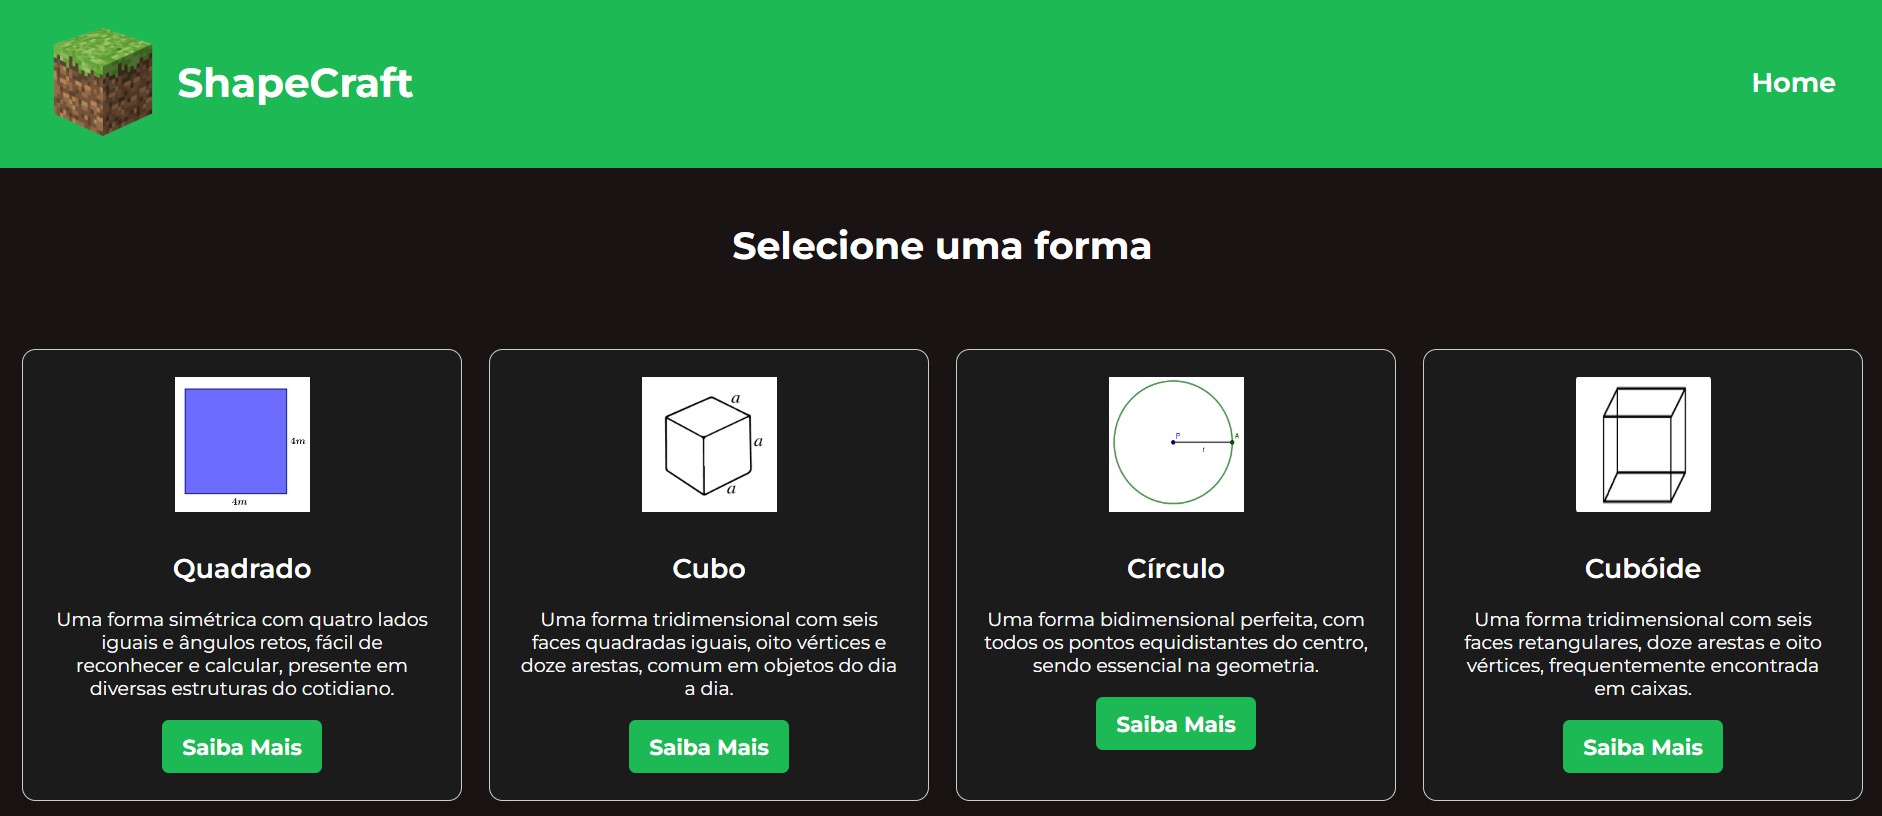 ShapeCraft
Home
Selecione uma forma
4m
4m
Quadrado
Uma forma simétrica com quatro lados
iguais e ângulos retos, fácil de
reconhecer e calcular, presente em
diversas estruturas do cotidiano.
Saiba Mais
a
a
a
Cubo
Uma forma tridimensional com seis
faces quadradas iguais, oito vértices e
doze arestas, comum em objetos do dia
a dia.
Saiba Mais
P
A
r
Círculo
Uma forma bidimensional perfeita, com
todos os pontos equidistantes do centro,
sendo essencial na geometria.
Saiba Mais
Cubóide
Uma forma tridimensional com seis
faces retangulares, doze arestas e oito
vértices, frequentemente encontrada
em caixas.
Saiba Mais